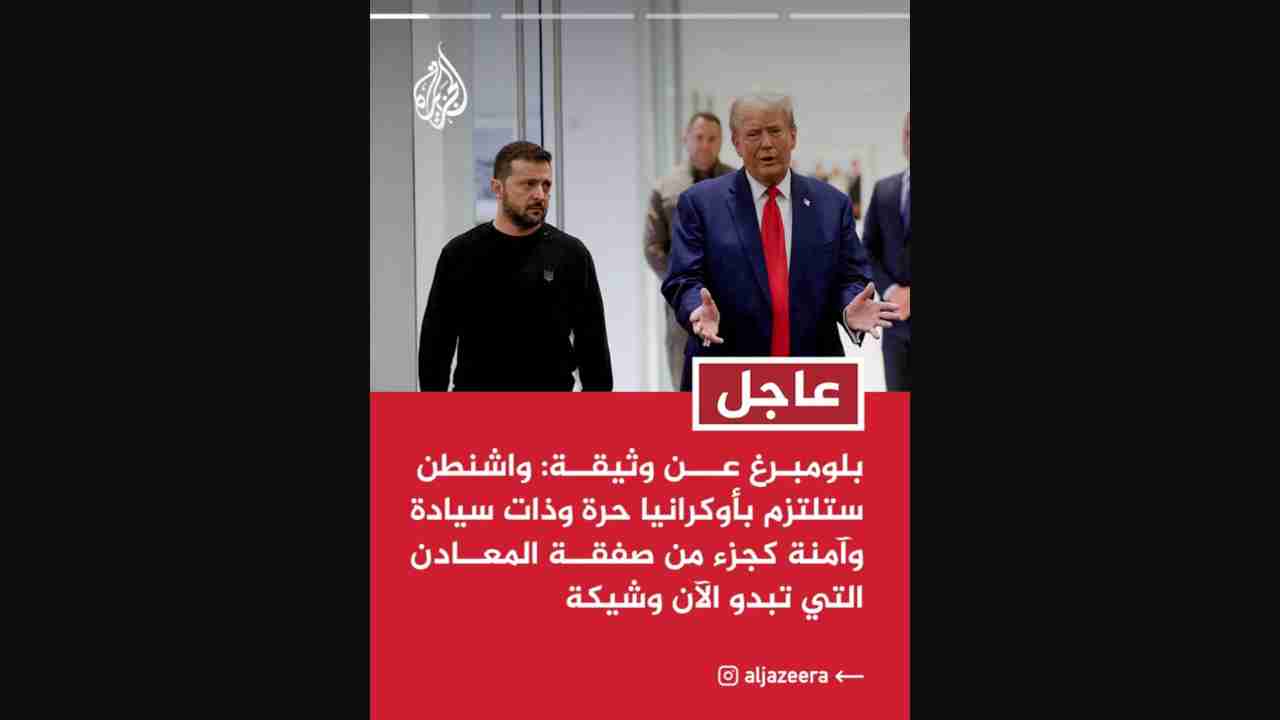 الجزيرة
عاجل
بلومبرغ عن وثيقة: واشنطن
ستلتزم بأوكرانيا حرة وذات سيادة
وآمنة كجزء من صفقة المعادن
التي تبدو الآن وشيكة
aljazeera